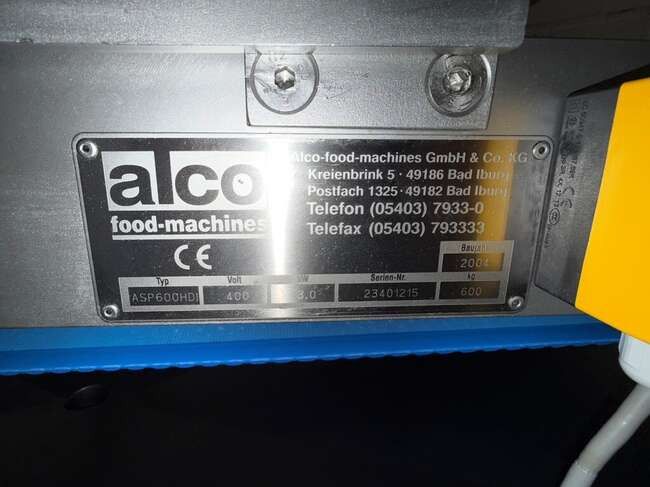 alco
food-machines
Alco-food-machines GmbH & Co. KG
Kreienbrink 5 · 49186 Bad Iburg
Postfach 1325 · 49182 Bad Iburg
Telefon (05403) 7933-0
Telefax (05403) 793333
CE
Baujahr
2004
Typ Volt kW Serien-Nr. kg
ASP600HD 400 3,0 23401215 600